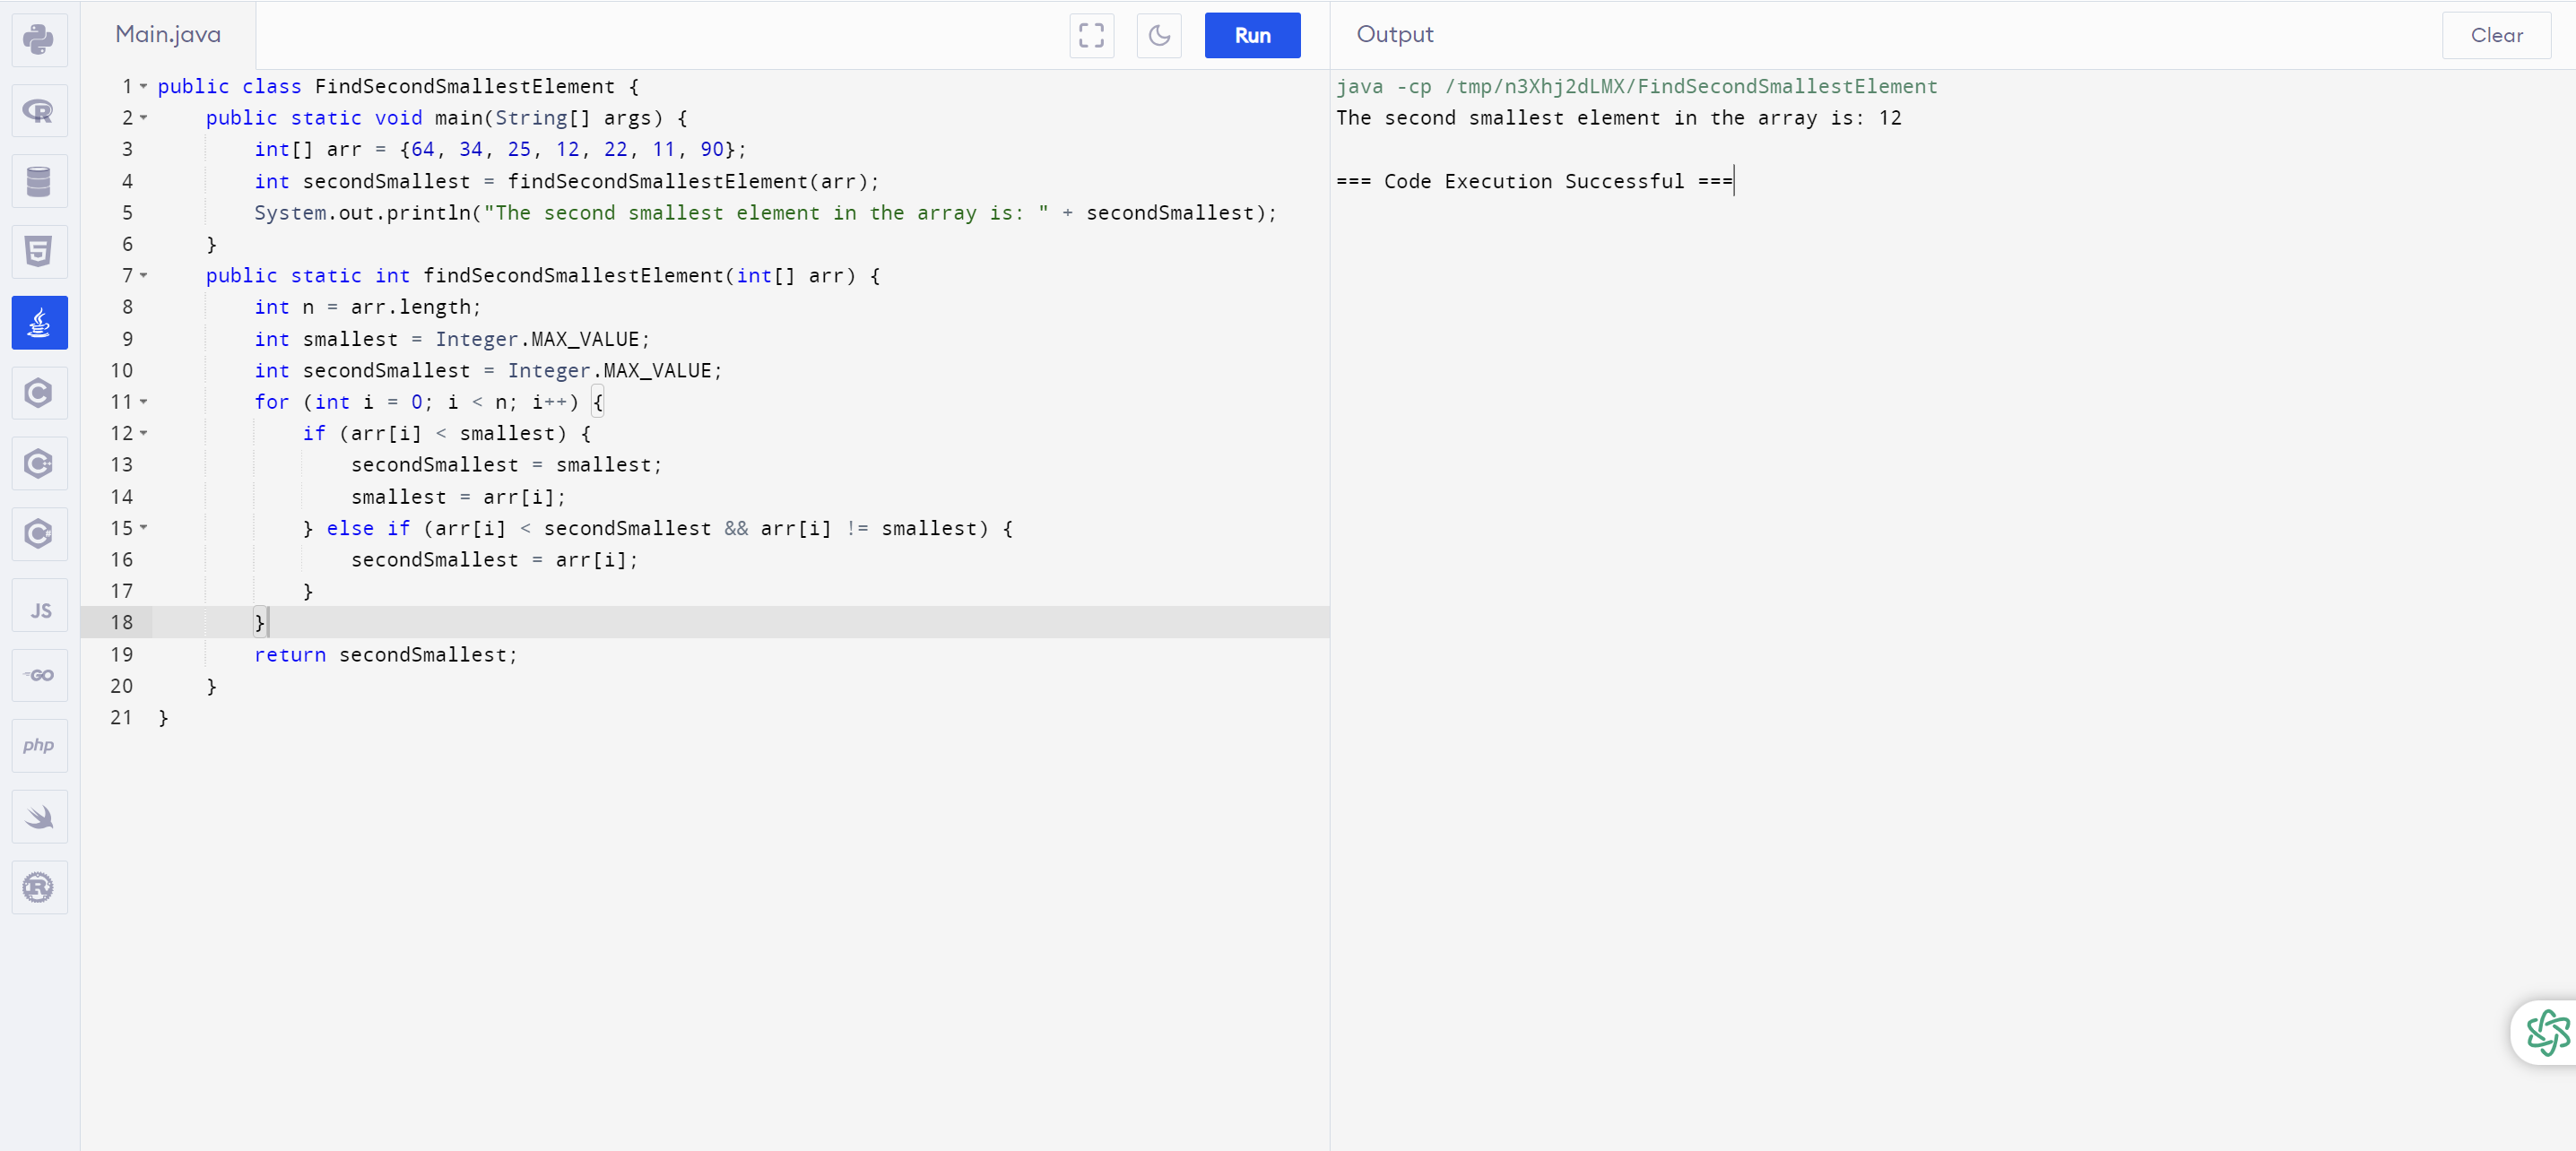 Main.java
Run
Output
Clear
1 public class FindSecondSmallestElement {
2     public static void main(String[] args) {
3         int[] arr = {64, 34, 25, 12, 22, 11, 90};
4         int secondSmallest = findSecondSmallestElement(arr);
5         System.out.println("The second smallest element in the array is: " + secondSmallest);
6     }
7     public static int findSecondSmallestElement(int[] arr) {
8         int n = arr.length;
9         int smallest = Integer.MAX_VALUE;
10         int secondSmallest = Integer.MAX_VALUE;
11         for (int i = 0; i < n; i++) {
12             if (arr[i] < smallest) {
13                 secondSmallest = smallest;
14                 smallest = arr[i];
15             } else if (arr[i] < secondSmallest && arr[i] != smallest) {
16                 secondSmallest = arr[i];
17             }
18         }
19         return secondSmallest;
20     }
21 }
java -cp /tmp/n3Xhj2dLMX/FindSecondSmallestElement
The second smallest element in the array is: 12
=== Code Execution Successful ===
R
5
C
C+
C#
JS
GO
php
R